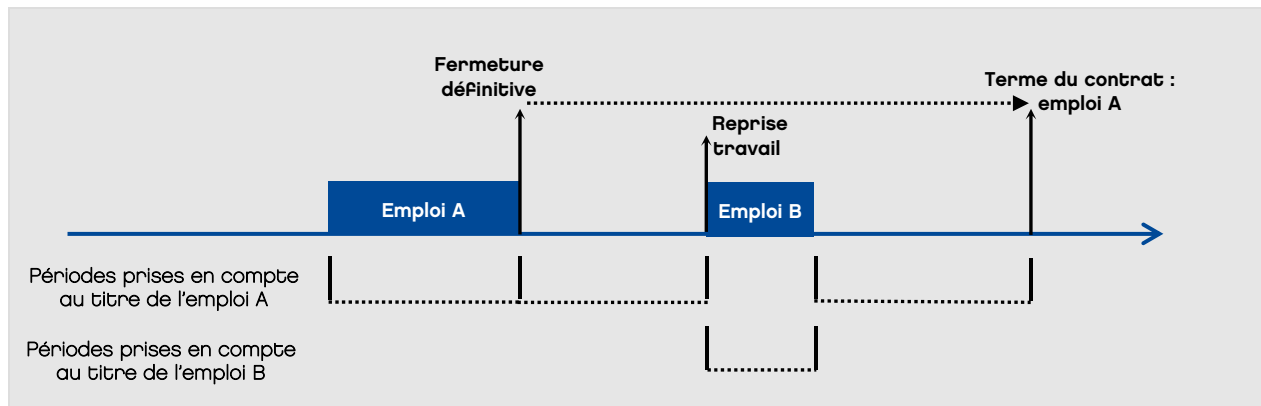 Fermeture
définitive
Terme du contrat :
emploi A
Reprise
travail
Emploi A
Emploi B
Périodes prises en compte
au titre de l'emploi A
Périodes prises en compte
au titre de l'emploi B